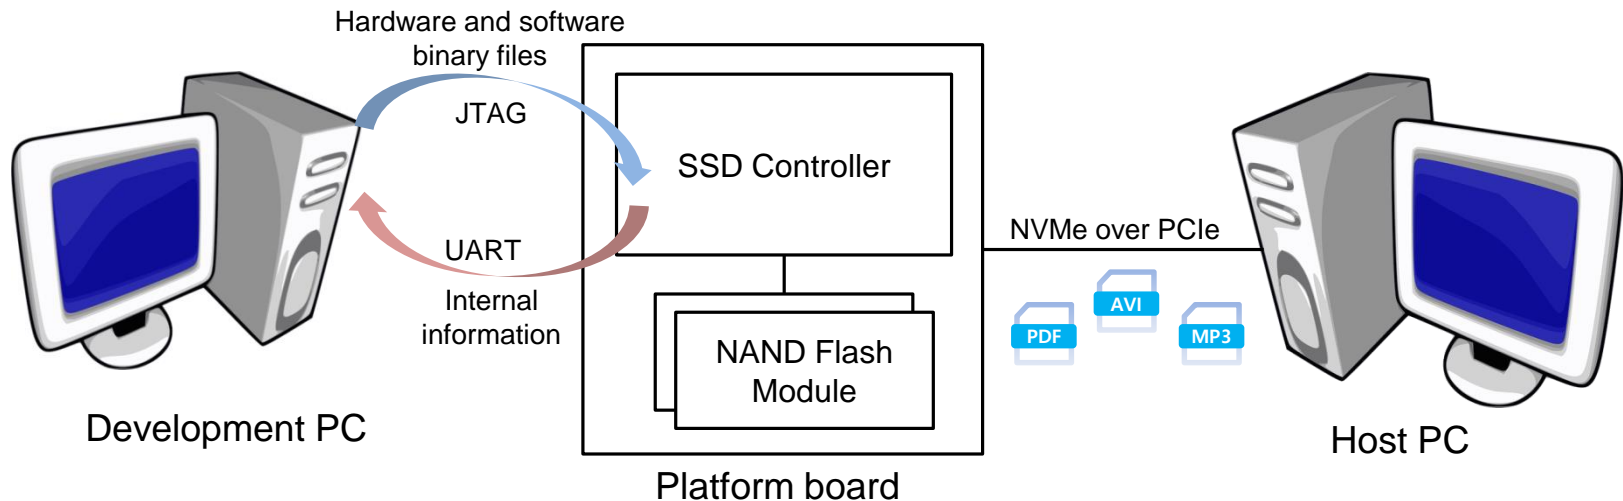 Hardware and software
binary files
JTAG
UART
Internal
information
Development PC
SSD Controller
NAND Flash
Module
Platform board
NVMe over PCIe
PDF
AVI
MP3
Host PC